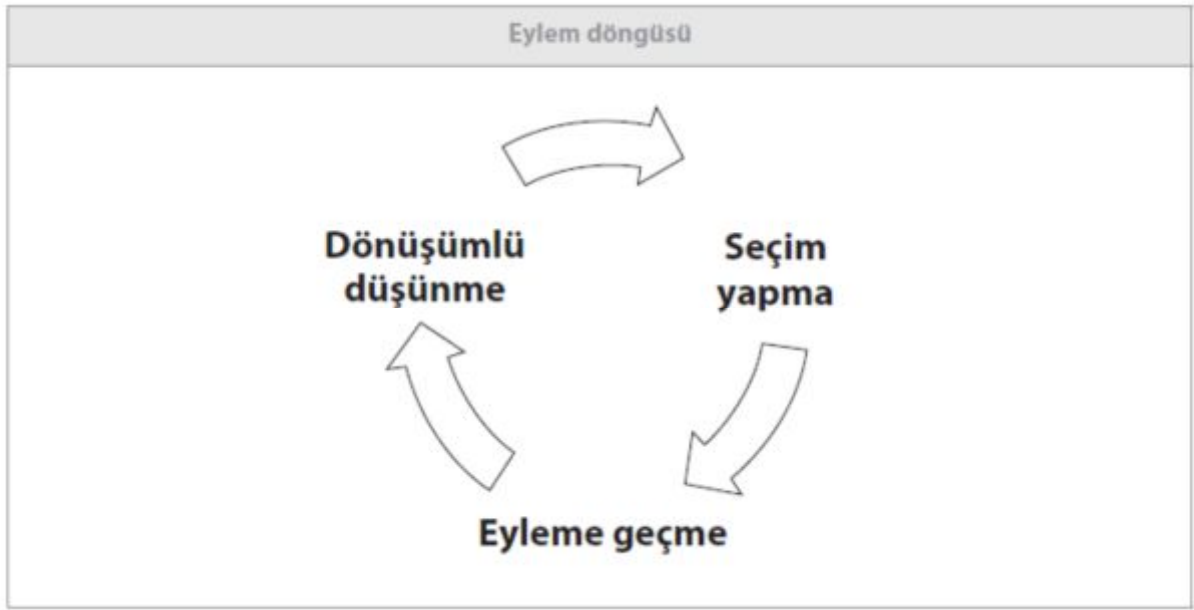 Eylem döngüsü
Dönüşümlü
düşünme
Seçim
yapma
Eyleme geçme